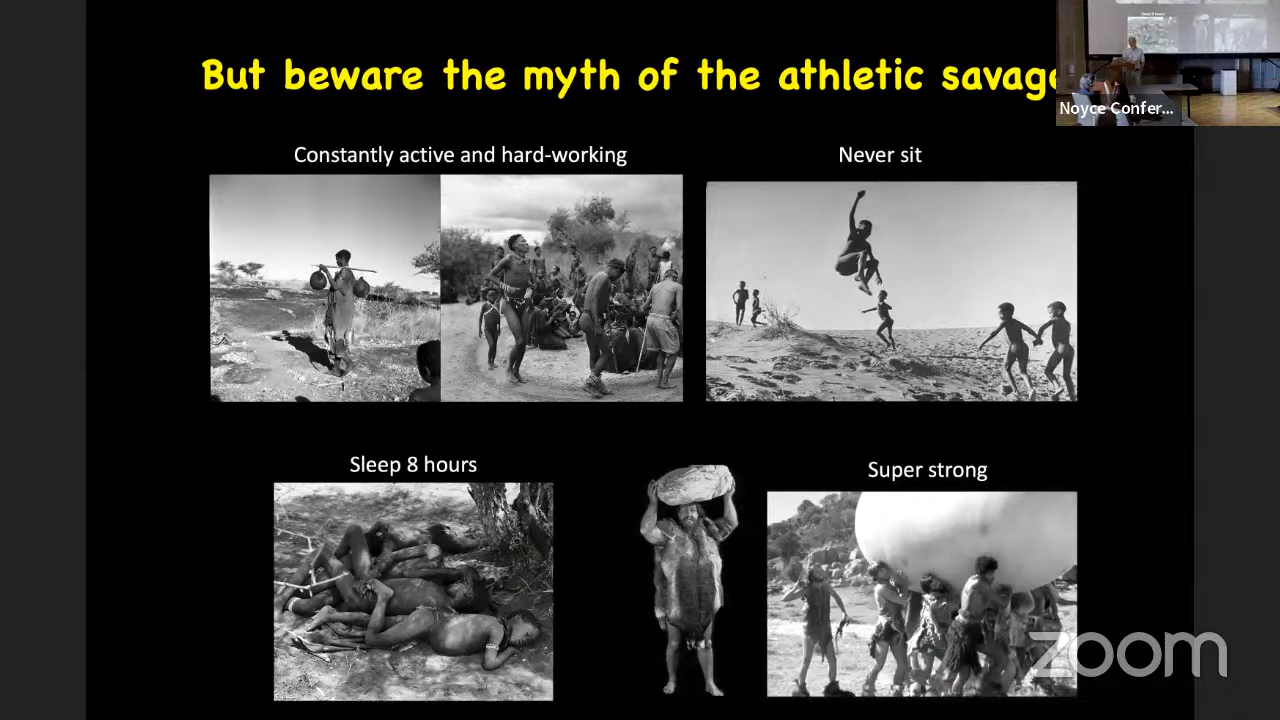 But beware the myth of the athletic savage
Noyce Confer...
Constantly active and hard-working
Never sit
Sleep 8 hours
Super strong
zoom